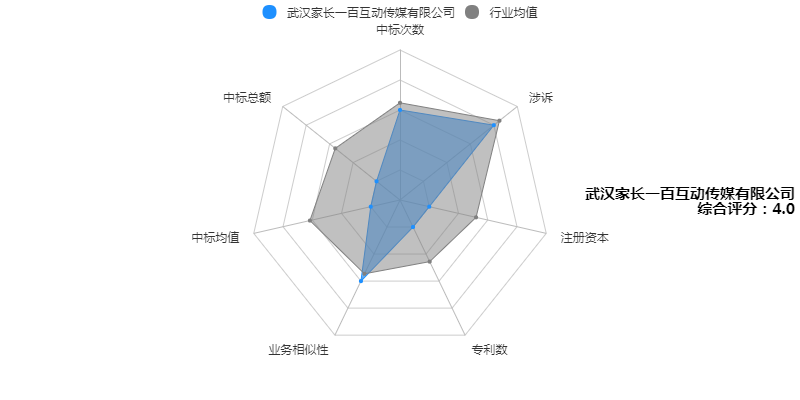 武汉家长一百互动传媒有限公司 行业均值
中标次数
中标总额
涉诉
武汉家长一百互动传媒有限公司
综合评分：4.0
中标均值
注册资本
业务相似性
专利数